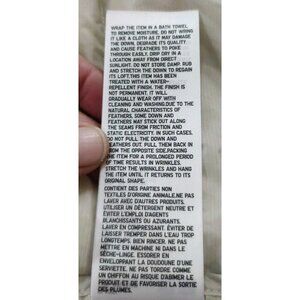 WRAP THE ITEM IN A BATH TOWEL
TO REMOVE MOISTURE. DO NOT WRING
IT LIKE A CLOTH AS IT MAY DAMAGE
THE DOWN, DEGRADE ITS QUALITY
AND CAUSE FEATHERS TO POKE
THROUGH EASILY. DRIP DRY IN A
LOCATION AWAY FROM DIRECT
SUNLIGHT. DO NOT STORE DAMP. RUB
AND STRETCH THE DOWN TO REGAIN
ITS LOFT.THIS ITEM HAS BEEN
TREATED WITH A WATER-
REPELLENT FINISH. THE FINISH IS
NOT PERMANENT. IT WILL
GRADUALLY WEAR OFF WITH
CLEANING AND WASHING.DUE TO THE
NATURAL CHARACTERISTICS OF
FEATHERS, SOME DOWN AND
FEATHERS MAY STICK OUT ALONG
THE SEAMS FROM FRICTION AND
STATIC ELECTRICITY. IN SUCH CASES,
DO NOT PULL THE DOWN AND
FEATHERS OUT. PULL THEM BACK IN
FROM THE OPPOSITE SIDE.PACKING
THE ITEM FOR A PROLONGED PERIOD
OF TIME RESULTS IN WRINKLES.
STRETCH THE WRINKLES AND HANG
THE ITEM UNTIL IT RETURNS TO ITS
ORIGINAL SHAPE.
CONTIENT DES PARTIES NON
TEXTILES D'ORIGINE ANIMALE.NE PAS
LAVER AVEC D'AUTRES PRODUITS.
UTILISER UN DÉTERGENT NEUTRE ET
ÉVITER L'EMPLOI D'AGENTS
BLANCHISSANTS OU AZURANTS.
LAVER EN COMPRESSANT. ÉVITER DE
LAISSER TREMPER DANS L'EAU TROP
LONGTEMPS. BIEN RINCER. NE PAS
METTRE EN MACHINE NI DANS LE
SÈCHE-LINGE. ESSORER EN
ENVELOPPANT LA DOUDOUNE D'UNE
SERVIETTE. NE PAS TORDRE COMME
UN CHIFFON AU RISQUE D'ABIMER LE
PRODUIT ET DE FAVORISER LA SORTIE
DES PLUMES.